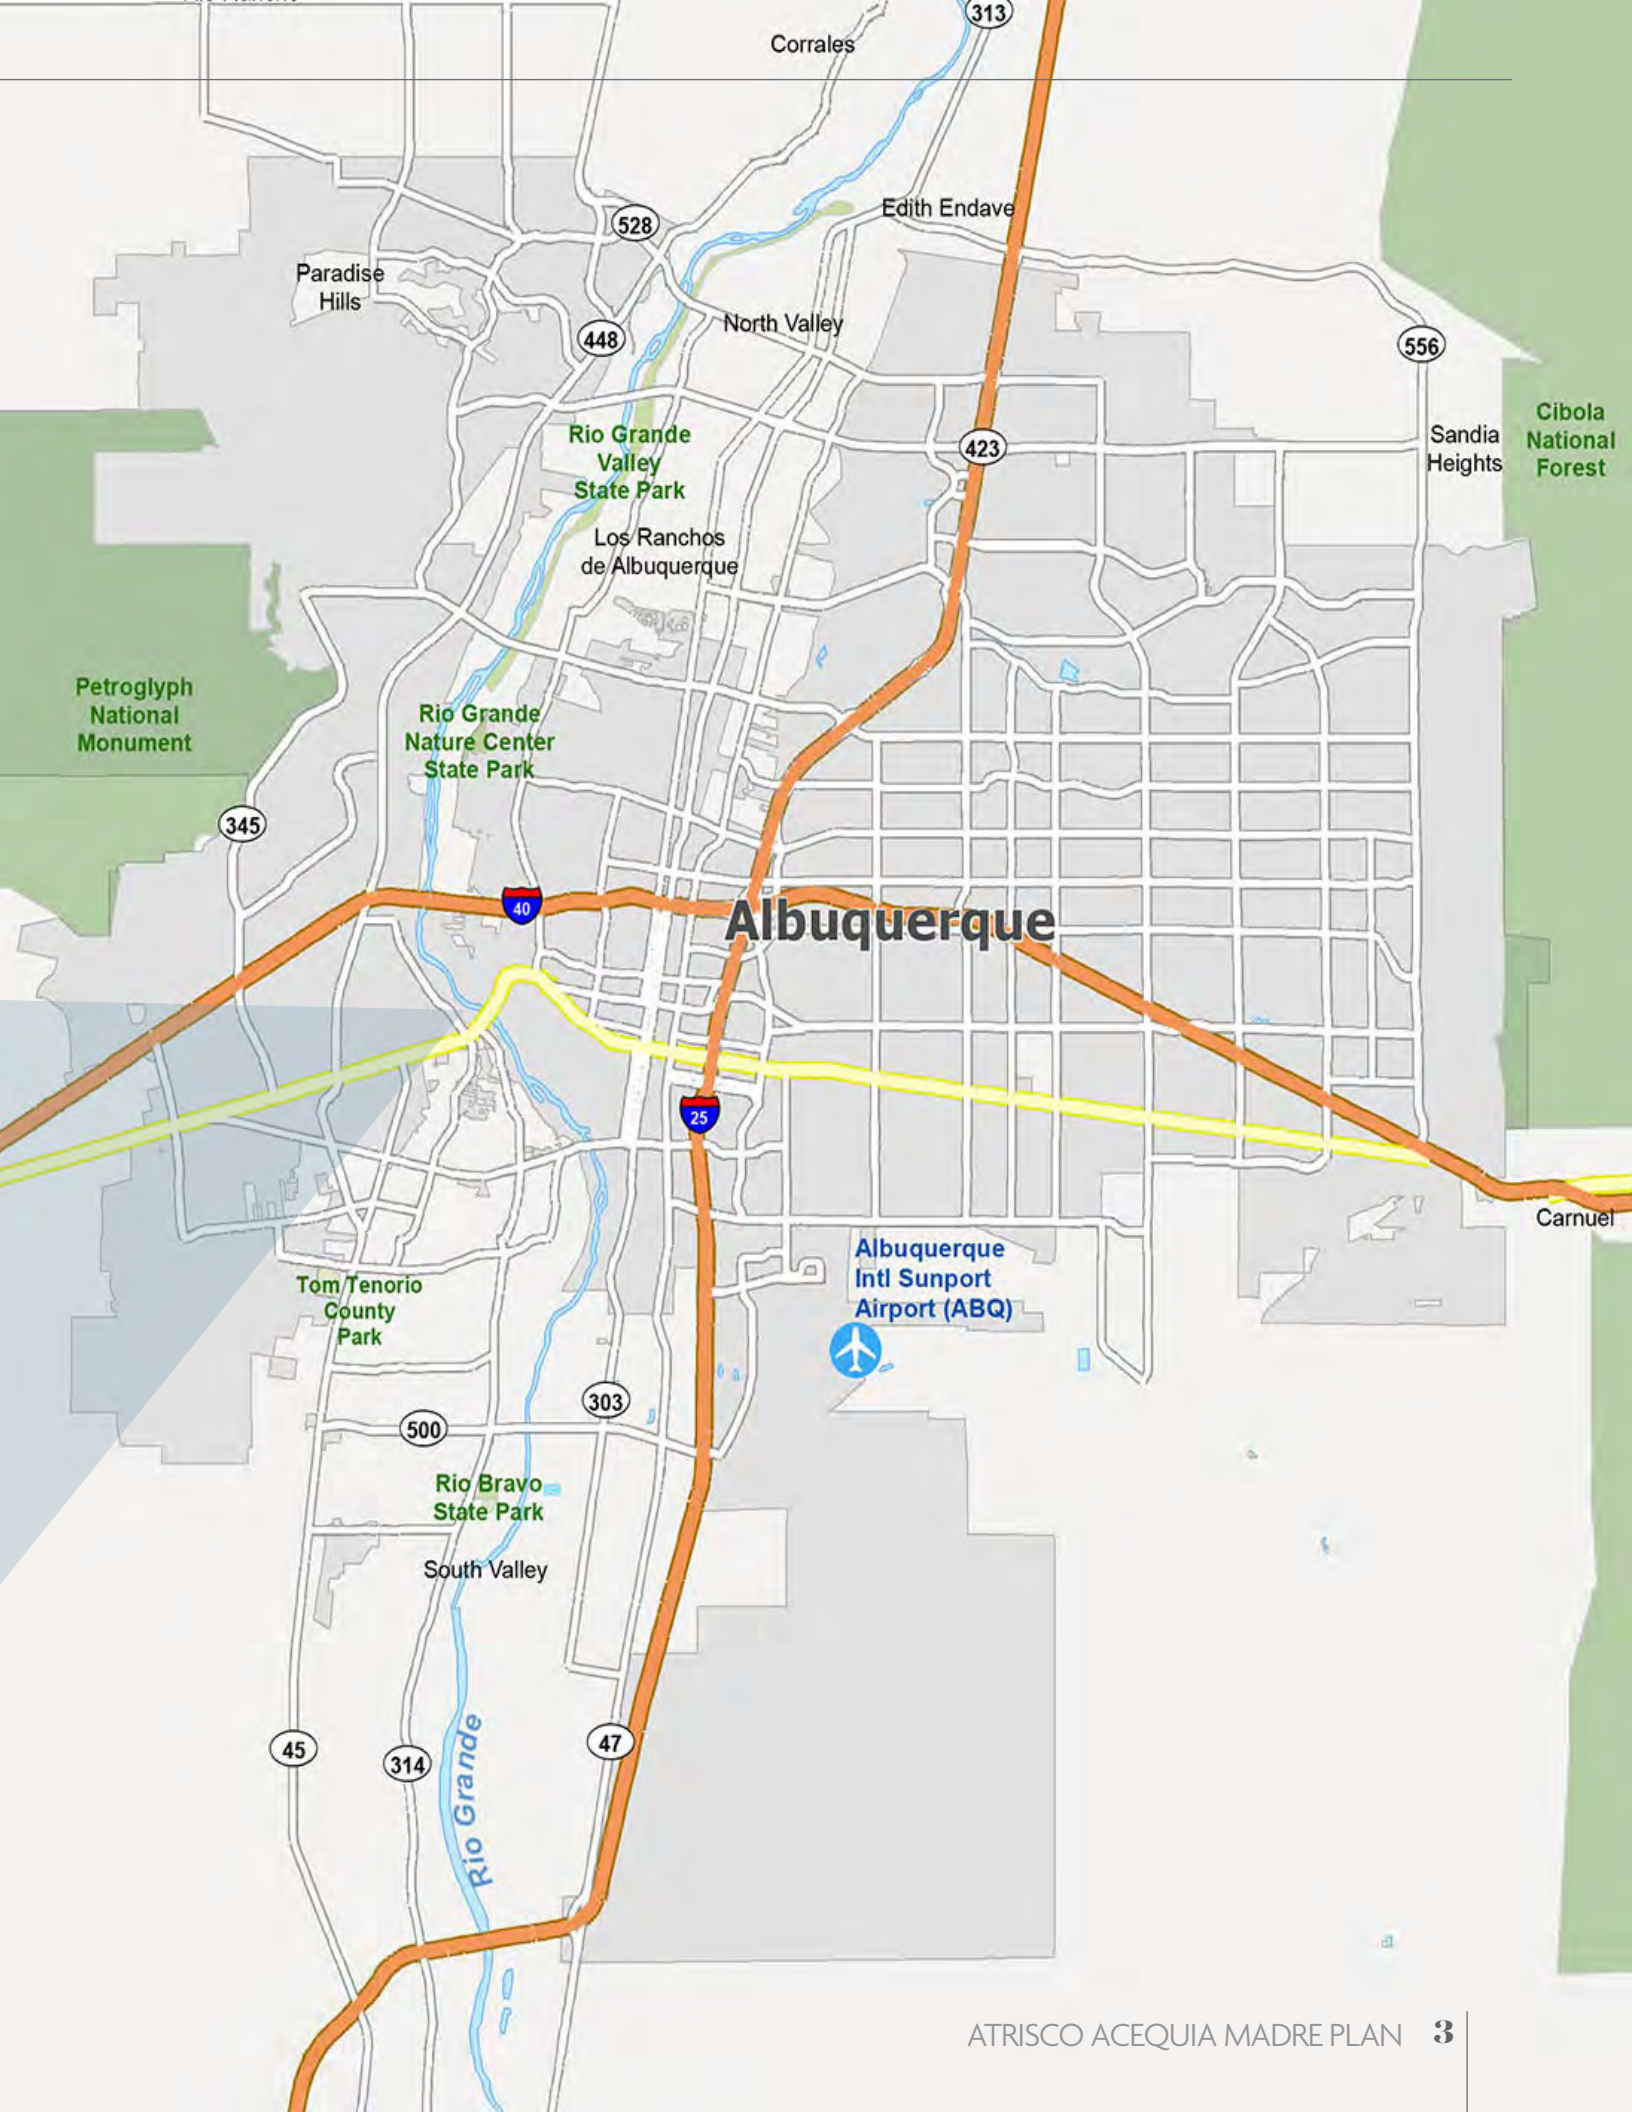 313
Corrales
Edith Endave
528
Paradise
Hills
North Valley
448
556
Cibola
National
Forest
Sandia
Heights
423
Rio Grande
Valley
State Park
Los Ranchos
de Albuquerque
Petroglyph
National
Monument
Rio Grande
Nature Center
State Park
345
40
Albuquerque
25
Carnuel
Albuquerque
Intl Sunport
Airport (ABQ)
Tom Tenorio
County
Park
303
500
Rio Bravo
State Park
South Valley
Rio Grande
45
314
47
ATRISCO ACEQUIA MADRE PLAN 3